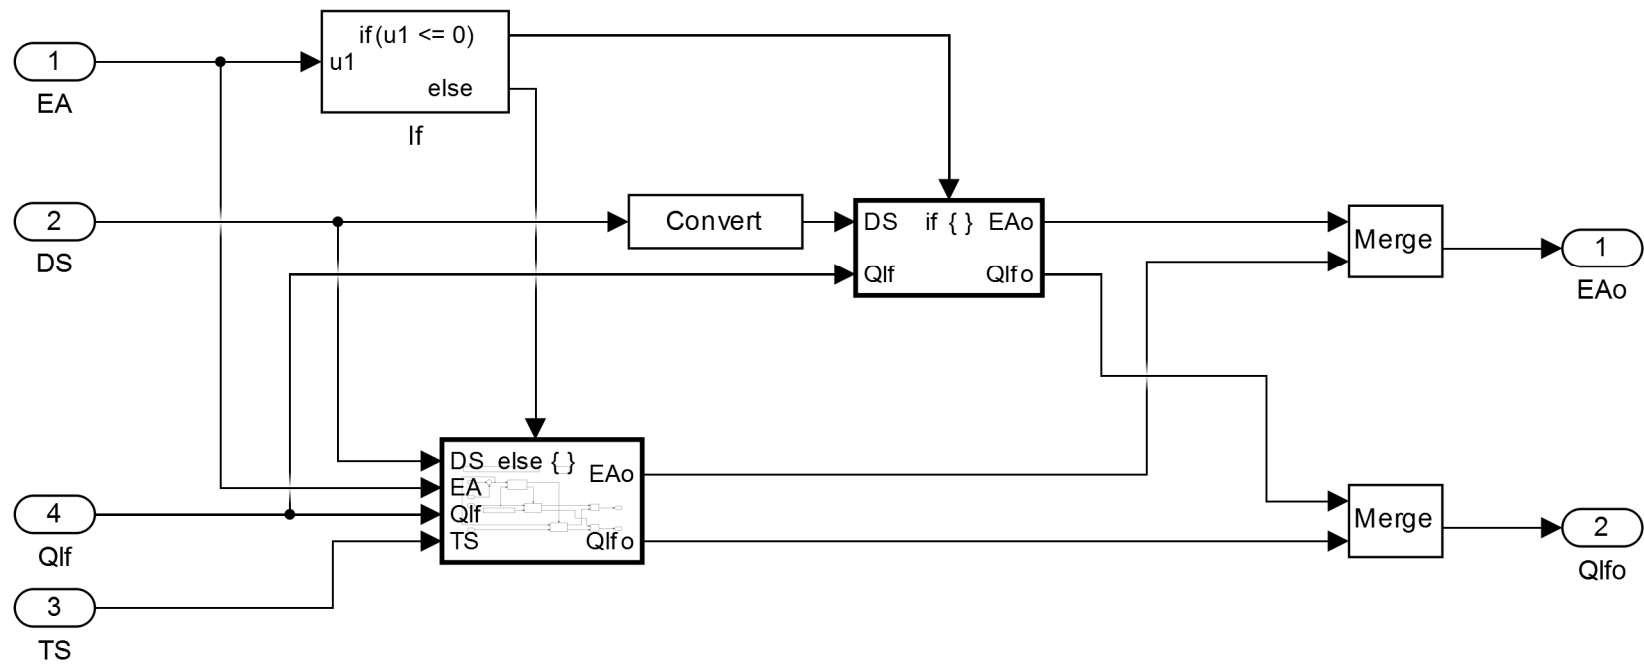 if(u1 <= 0)
1
u1
else
EA
If
2
Convert
DS
if { }
EAo
DS
Qlf
Qlfo
Merge
1
EAo
DS
else { }
EA
EAo
4
Qlf
Qlf
TS
Qlfo
Merge
2
Qlfo
3
TS